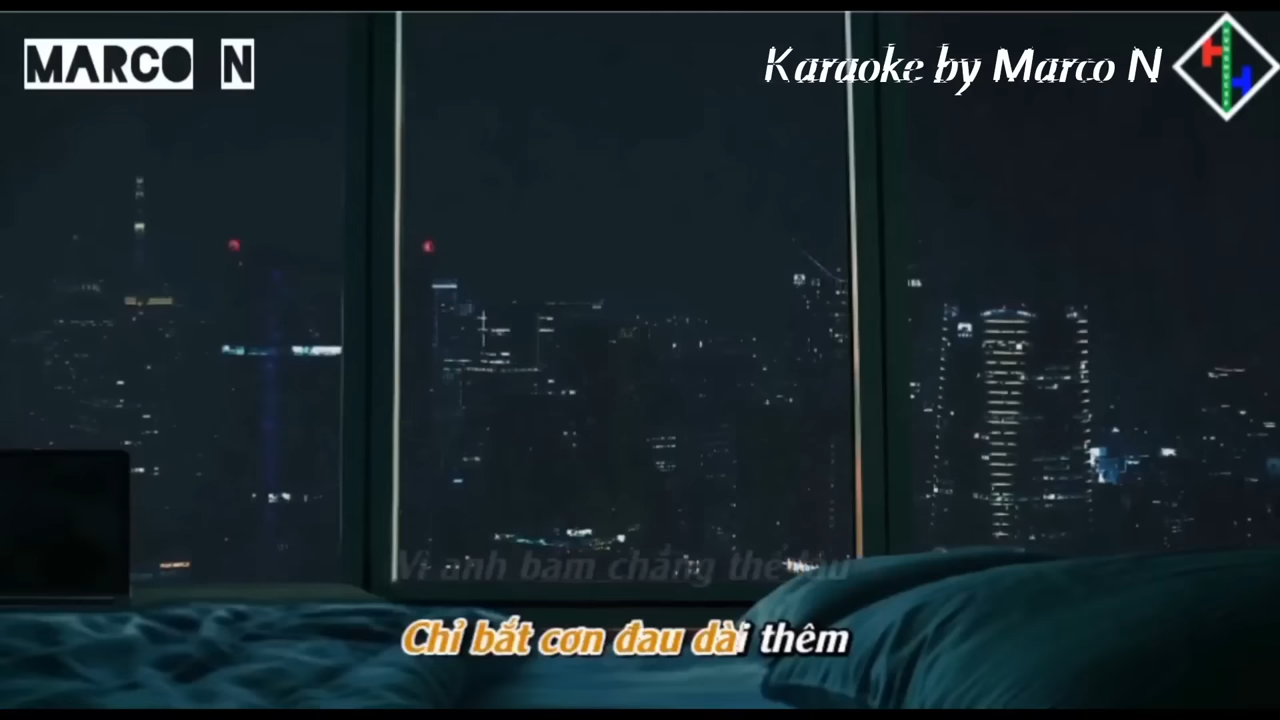 MARCO N
Karaoke by Marco N
Vì anh bám chẳng thể lâu
Chỉ bắt cơn đau dài thêm